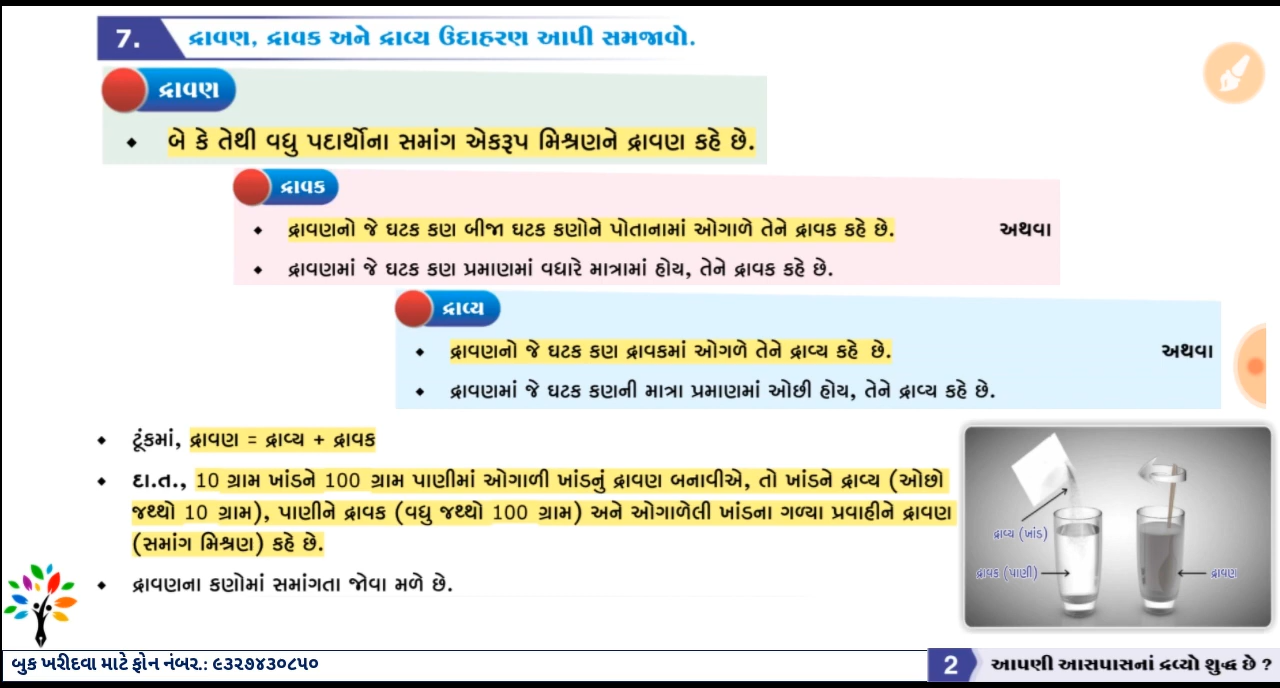 7. દ્રાવણ, દ્રાવક અને દ્રાવ્ય ઉદાહરણ આપી સમજાવો.
દ્રાવણ
બે કે તેથી વધુ પદાર્થોના સમાંગ એકરૂપ મિશ્રણને દ્રાવણ કહે છે.
દ્રાવક
દ્રાવણનો જે ઘટક કણ બીજા ઘટક કણોને પોતાનામાં ઓગાળે તેને દ્રાવક કહે છે. અથવા
દ્રાવણમાં જે ઘટક કણ પ્રમાણમાં વધારે માત્રામાં હોય, તેને દ્રાવક કહે છે.
દ્રાવ્ય
દ્રાવણનો જે ઘટક કણ દ્રાવકમાં ઓગળે તેને દ્રાવ્ય કહે છે. અથવા
દ્રાવણમાં જે ઘટક કણની માત્રા પ્રમાણમાં ઓછી હોય, તેને દ્રાવ્ય કહે છે.
ટૂંકમાં, દ્રાવણ = દ્રાવ્ય + દ્રાવક
દા.ત., 10 ગ્રામ ખાંડને 100 ગ્રામ પાણીમાં ઓગાળી ખાંડનું દ્રાવણ બનાવીએ, તો ખાંડને દ્રાવ્ય (ઓછો
જથ્થો 10 ગ્રામ), પાણીને દ્રાવક (વધુ જથ્થો 100 ગ્રામ) અને ઓગાળેલી ખાંડના ગળ્યા પ્રવાહીને દ્રાવણ
(સમાંગ મિશ્રણ) કહે છે.
દ્રાવણના કણોમાં સમાંગતા જોવા મળે છે.
દ્રાવ્ય (ખાંડ)
દ્રાવક (પાણી)
દ્રાવણ
બુક ખરીદવા માટે ફોન નંબર.: ૯૩૨૭૪૩૦૮૫૦
2 આપણી આસપાસનાં દ્રવ્યો શુદ્ધ છે ?